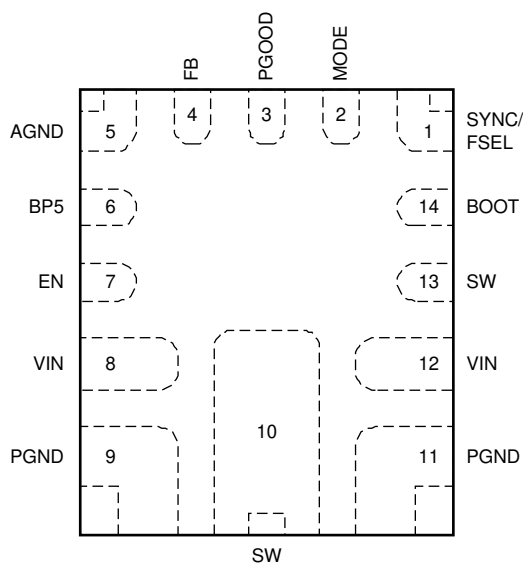 FB
PGOOD
MODE
4
3
2
AGND
5
1
SYNC/
FSEL
BP5
6
14
BOOT
EN
7
13
SW
VIN
8
12
VIN
10
PGND
9
11
PGND
SW